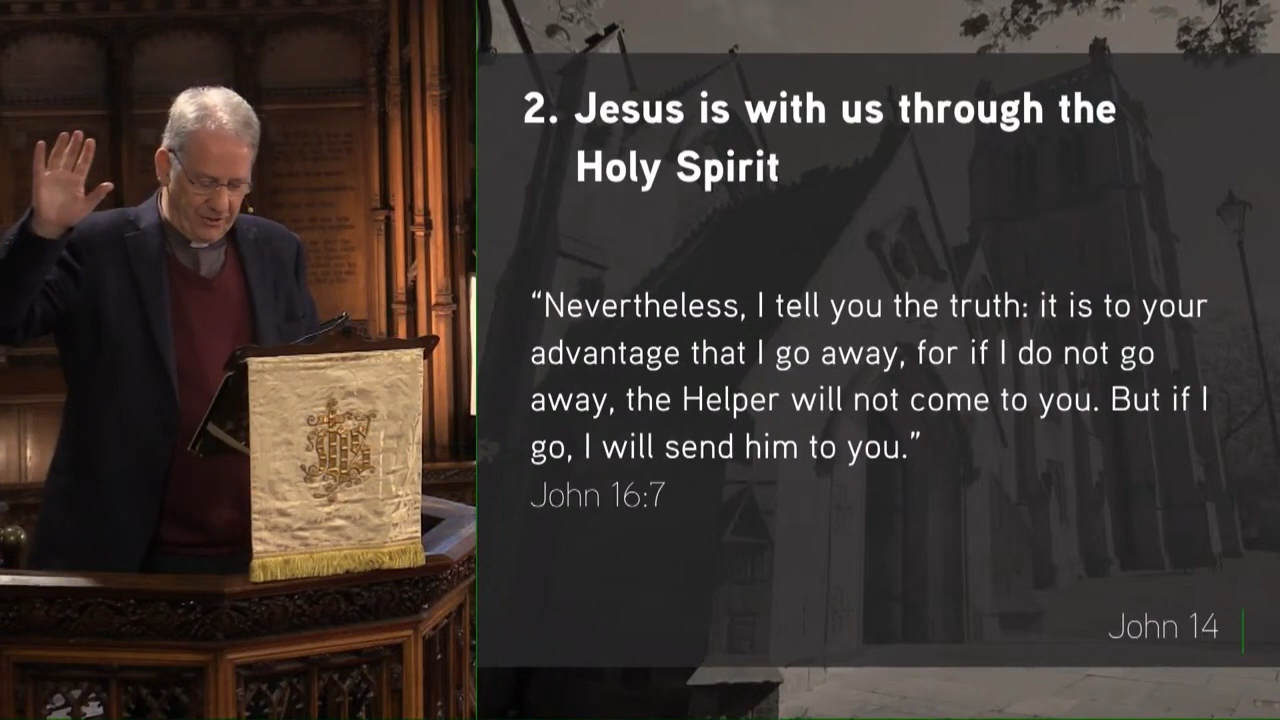 2. Jesus is with us through the
Holy Spirit
“Nevertheless, I tell you the truth: it is to your
advantage that I go away, for if I do not go
away, the Helper will not come to you. But if I
go, I will send him to you.”
John 16:7
John 14